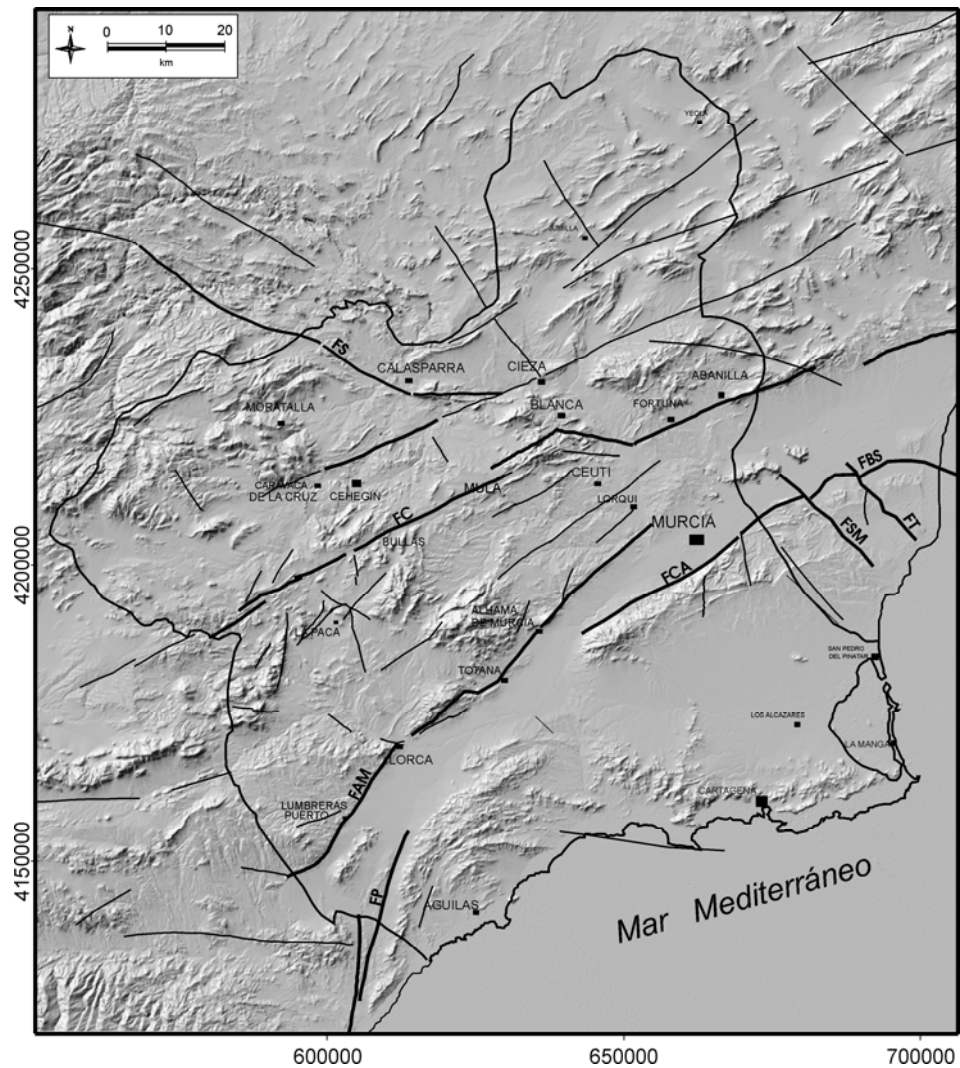 N
0 10 20
km
YECLA
JUMILLA
4250000
FS
CALASPARRA
CIEZA
ABANILLA
MORATALLA
BLANCA
FORTUNA
CEUTI
FBS
CARAVACA
DE LA CRUZ
CEHEGIN
MULA
LORQUI
FC
MURCIA
FT
FSM
BULLAS
4200000
FCA
ALHAMA
DE MURCIA
LA PACA
SAN PEDRO
DEL PINATAR
TOTANA
LOS ALCAZARES
LA MANGA
LORCA
FAM
CARTAGENA
LUMBRERAS
PUERTO
4150000
FP
AGUILAS
Mar Mediterráneo
600000 650000 700000